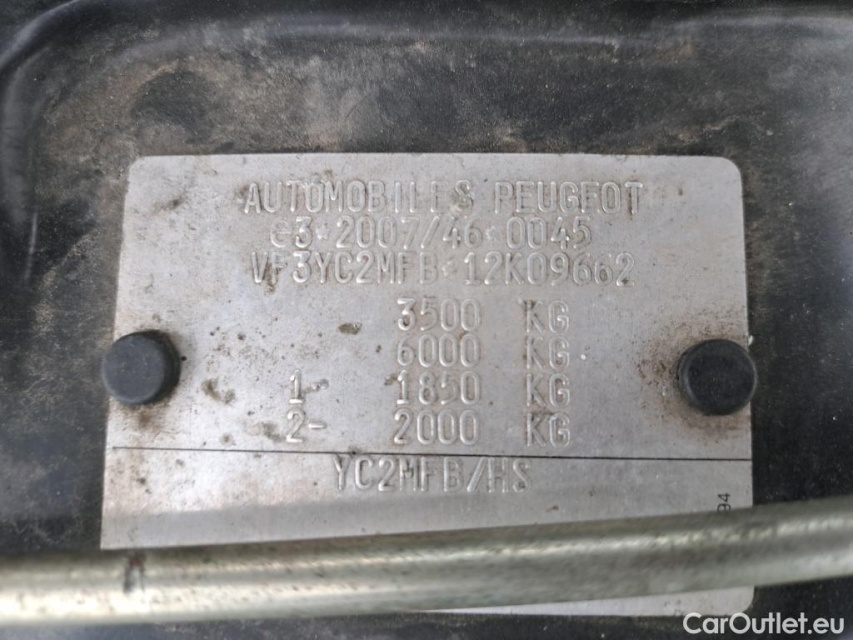 AUTOMOBILES PEUGEOT
e3*2007/46*0045
VF3YC2MFB*12K09662
3500 KG
6000 KG
1- 1850 KG
2- 2000 KG
YC2MFB/HS
94
CarOutlet.eu